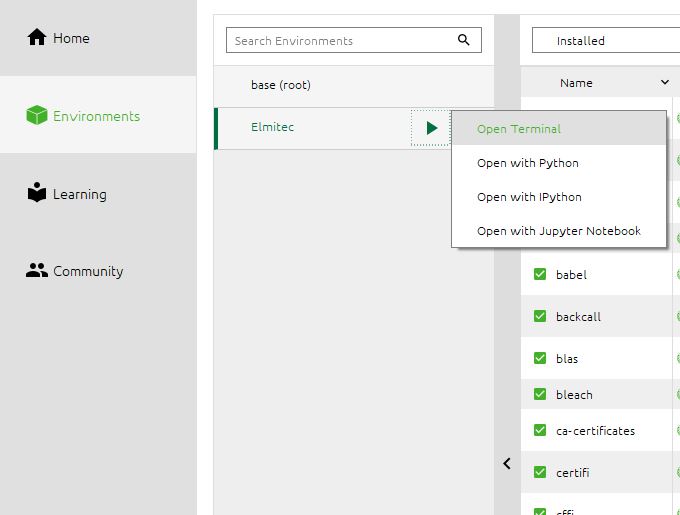 Home
Environments
Learning
Community
Search Environments
base (root)
Elmitec
Open Terminal
Open with Python
Open with IPython
Open with Jupyter Notebook
Installed
Name
babel
backcall
blas
bleach
ca-certificates
certifi
cffi